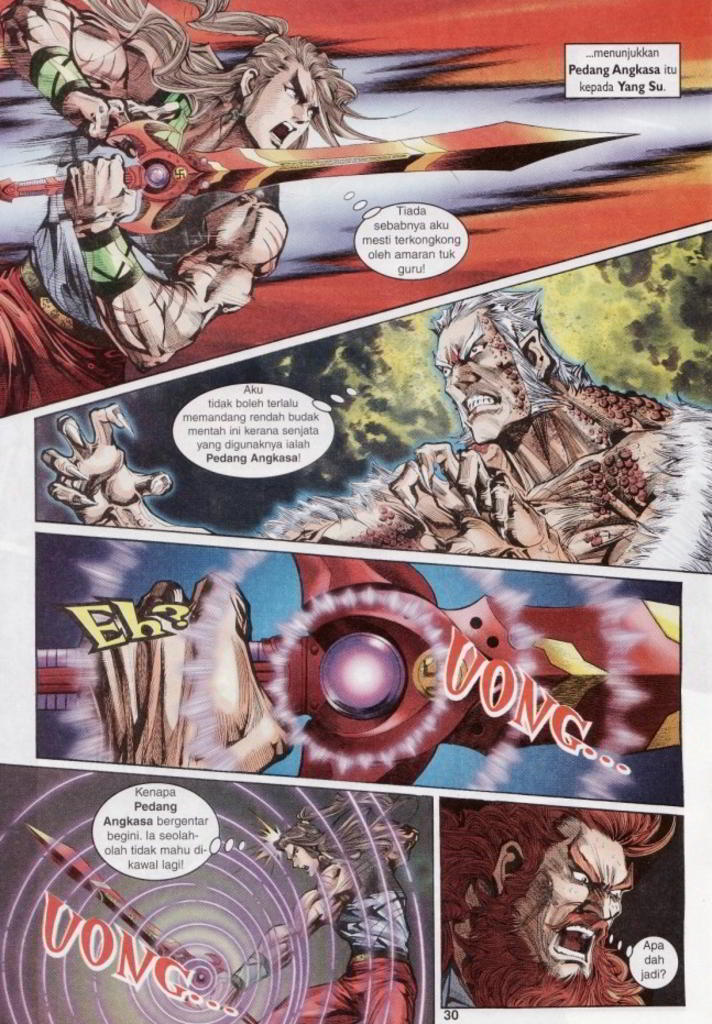 ...menunjukkan
Pedang Angkasa itu
kepada Yang Su.
Tiada
sebabnya aku
mesti terkongkong
oleh amaran tuk
guru!
Aku
tidak boleh terlalu
memandang rendah budak
mentah ini kerana senjata
yang digunaknya ialah
Pedang Angkasa!
Eh?
UONG...
Kenapa
Pedang
Angkasa bergentar
begini. Ia seolah-
olah tidak mahu di-
kawal lagi!
UONG...
Apa
dah
jadi?
30